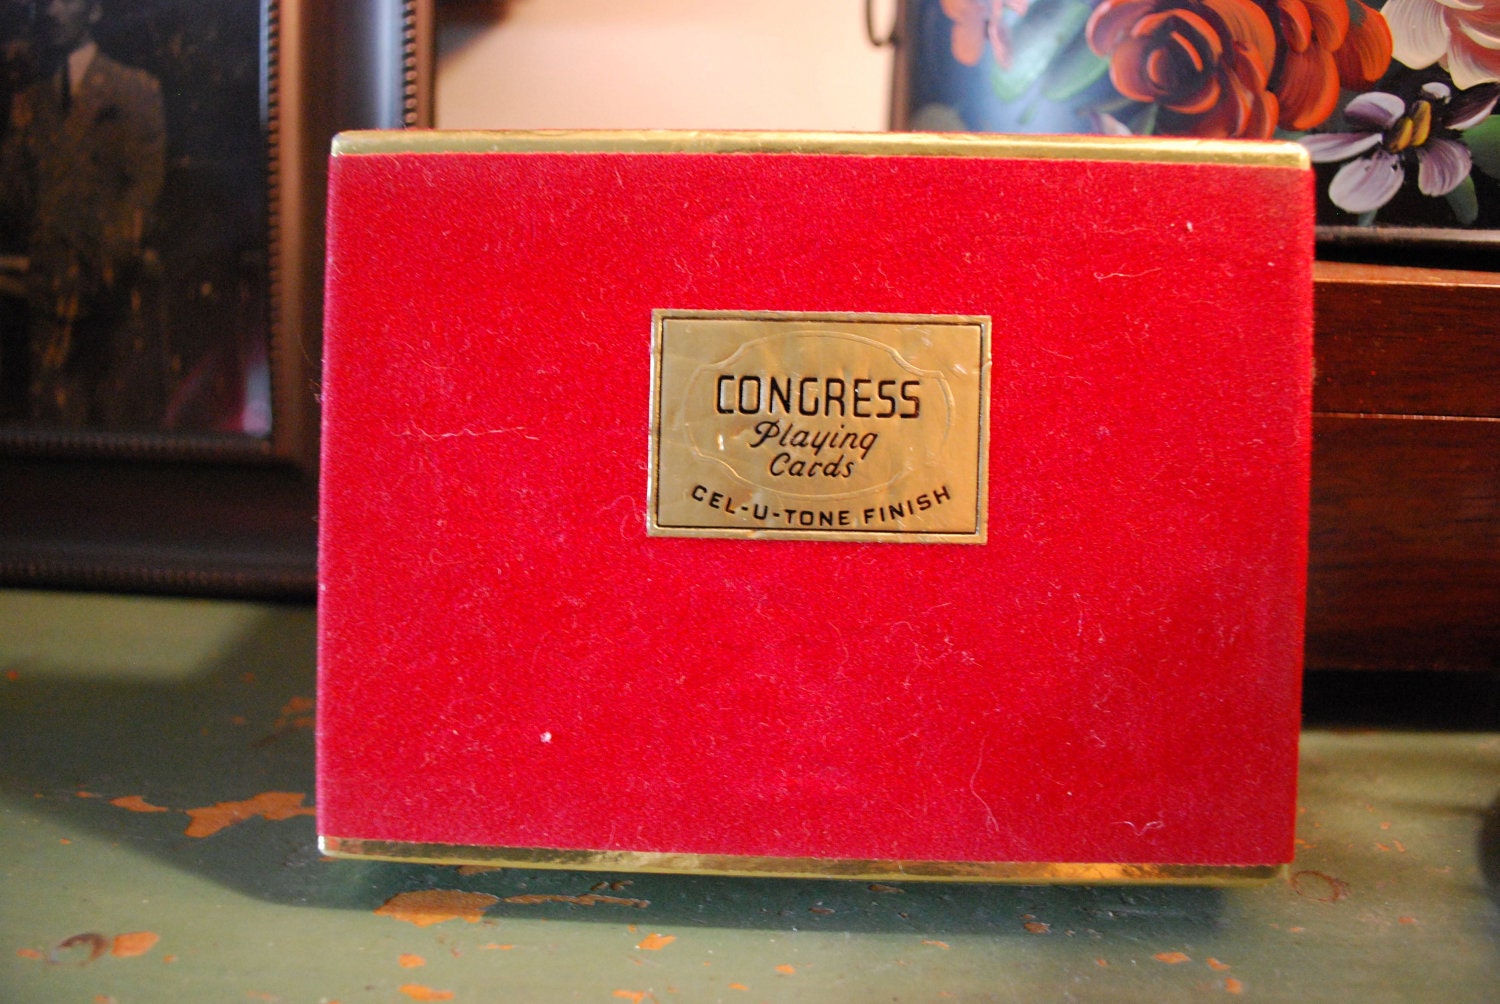 CONGRESS
Playing
Cards
CEL-U-TONE FINISH